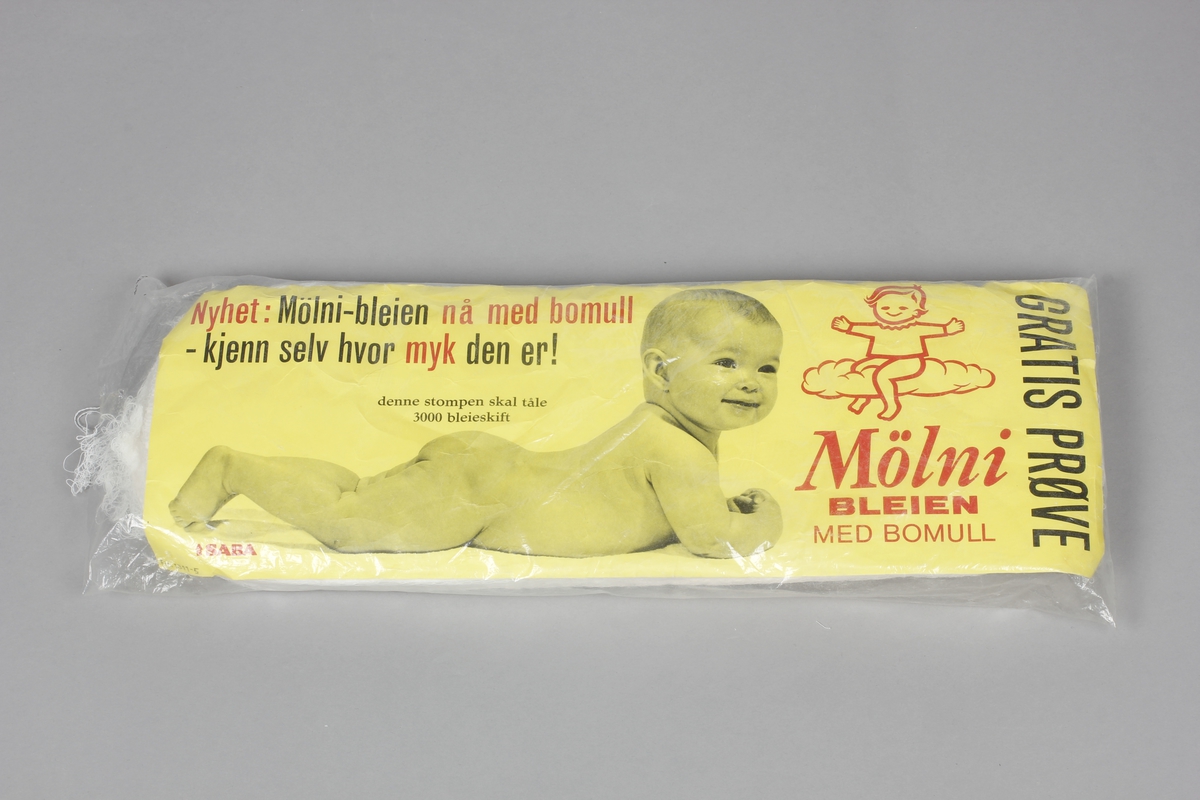 Nyhet: Mölni-bleien nå med bomull
- kjenn selv hvor myk den er!
denne stompen skal tåle
3000 bleieskift
Mölni
BLEIEN
MED BOMULL
GRATIS PRØVE